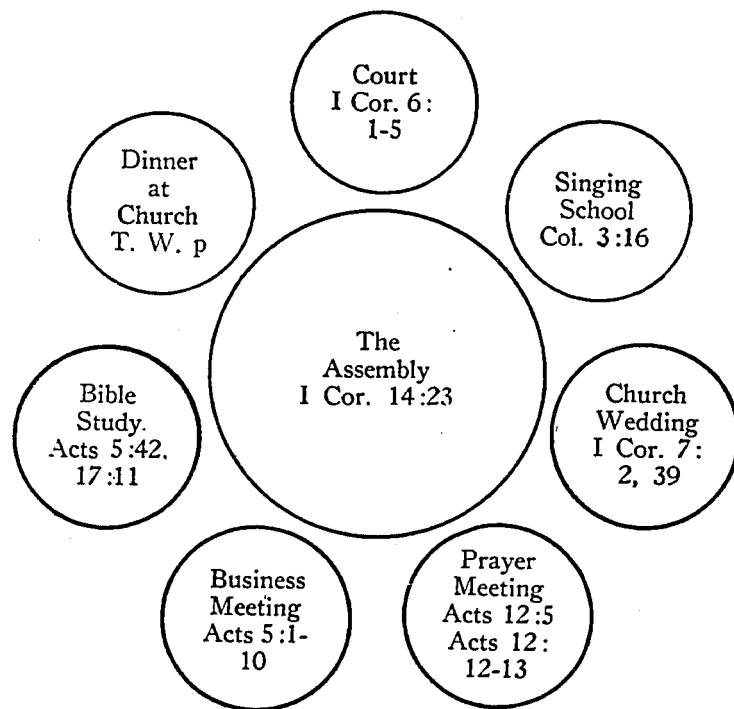 Court
I Cor. 6:
1-5
Dinner
at
Church
T. W. p
Singing
School
Col. 3:16
The
Assembly
I Cor. 14:23
Bible
Study.
Acts 5:42,
17:11
Church
Wedding
I Cor. 7:
2, 39
Business
Meeting
Acts 5:1-
10
Prayer
Meeting
Acts 12:5
Acts 12:
12-13